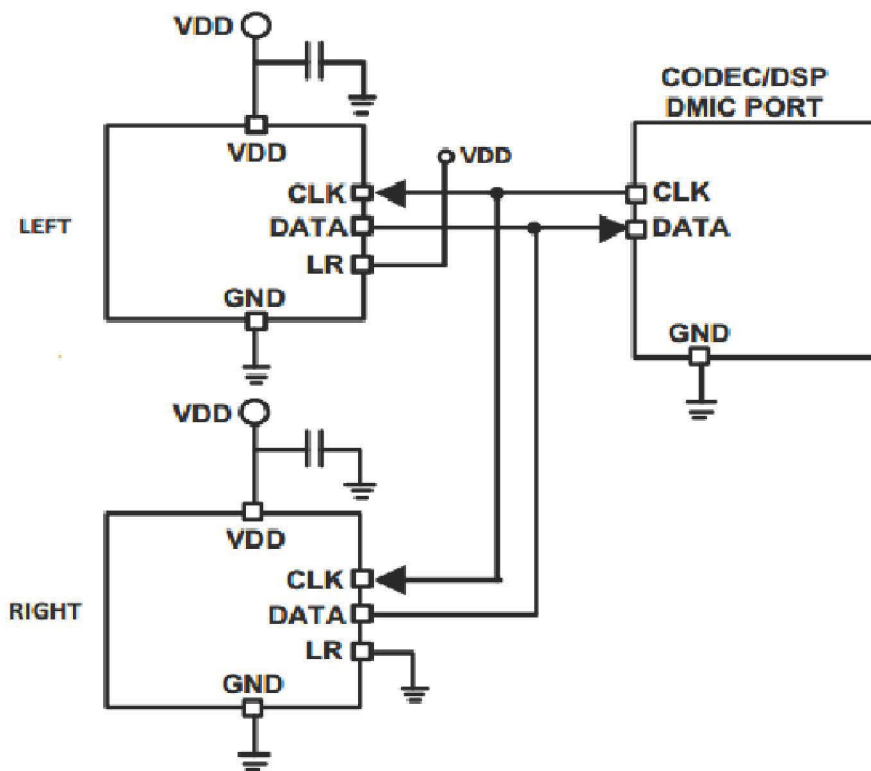 VDD
CODEC/DSP
DMIC PORT
VDD
VDD
CLK
CLK
LEFT
DATA
DATA
LR
GND
GND
VDD
VDD
CLK
RIGHT
DATA
LR
GND